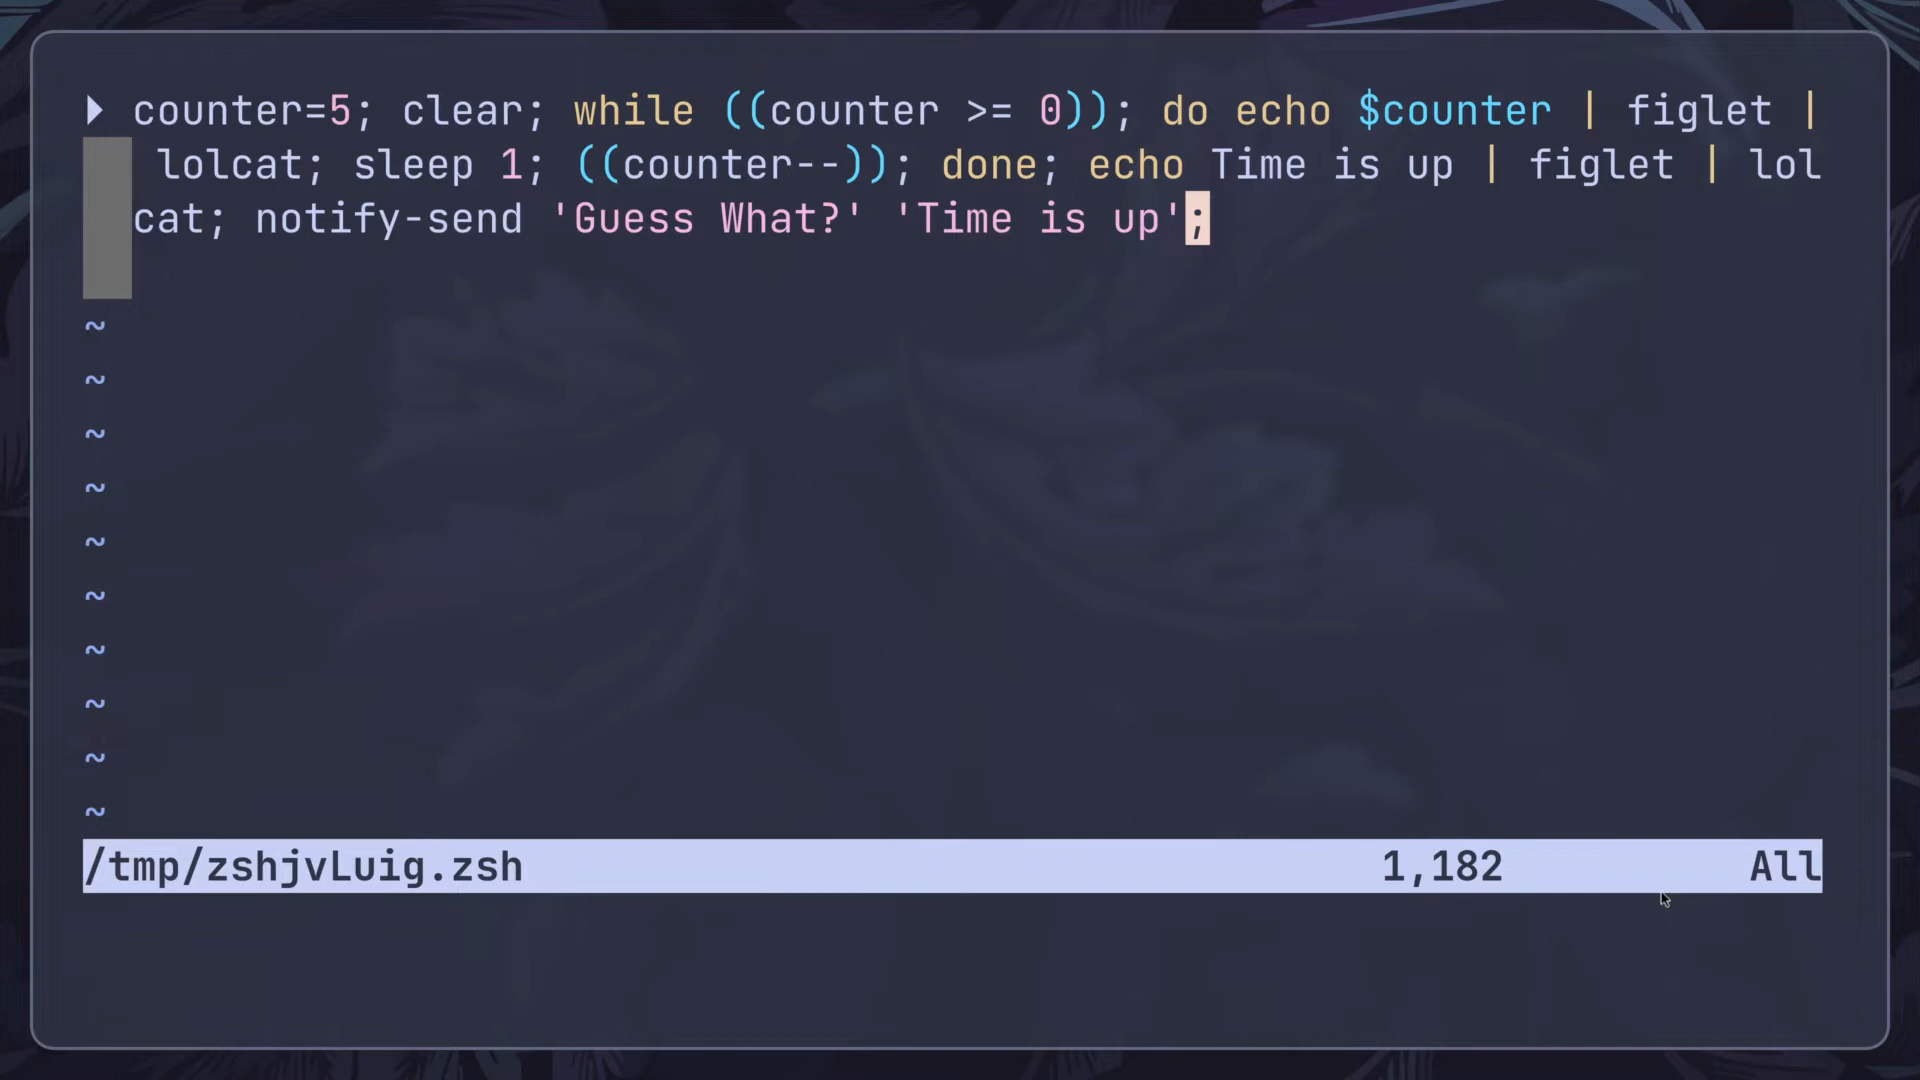 counter=5; clear; while ((counter >= 0)); do echo $counter | figlet |
lolcat; sleep 1; ((counter--)); done; echo Time is up | figlet | lol
cat; notify-send 'Guess What?' 'Time is up';
~
~
~
~
~
~
~
~
~
~
/tmp/zshjvLuig.zsh 1,182 All